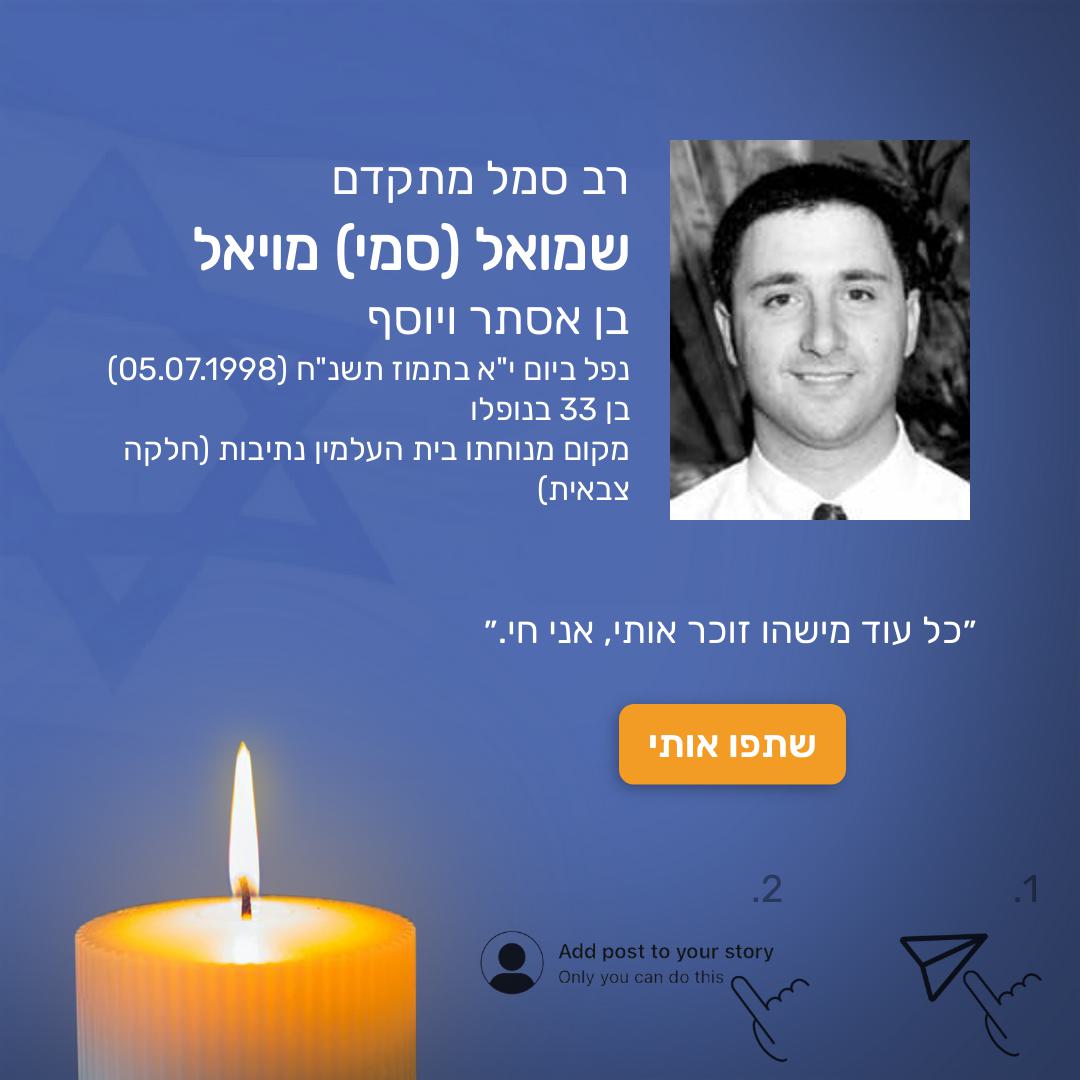 רב סמל מתקדם
שמואל (סמי) מויאל
בן אסתר ויוסף
נפל ביום י"א בתמוז תשנ"ח (05.07.1998)
בן 33 בנופלו
מקום מנוחתו בית העלמין נתיבות (חלקה
צבאית)
״כל עוד מישהו זוכר אותי, אני חי.״
שתפו אותי
1.
2.
Add post to your story
Only you can do this